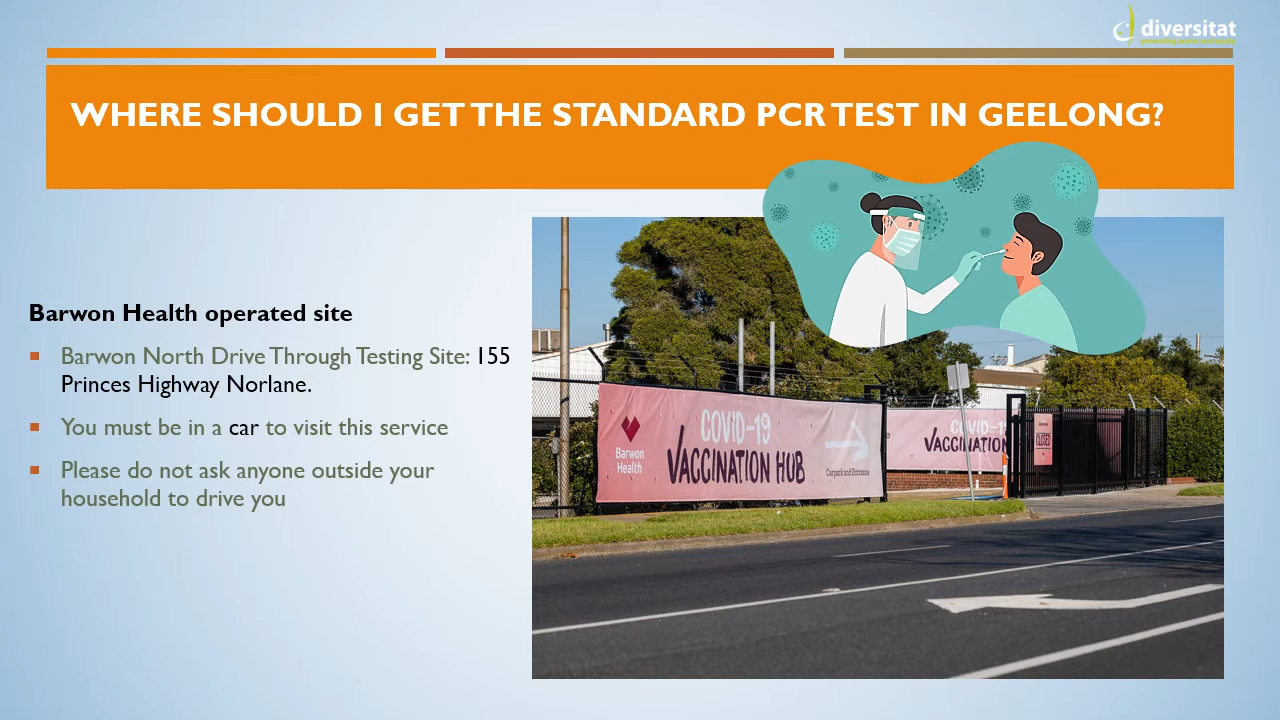 diversitat
WHERE SHOULD I GET THE STANDARD PCR TEST IN GEELONG?
Barwon Health operated site
Barwon North Drive Through Testing Site: 155
Princes Highway Norlane.
You must be in a car to visit this service
Please do not ask anyone outside your
household to drive you
Barwon
Health
COVID-19
VACCINATION HUB
Carpark and Entrance
COVID-19
VACCINATION
CLOSED